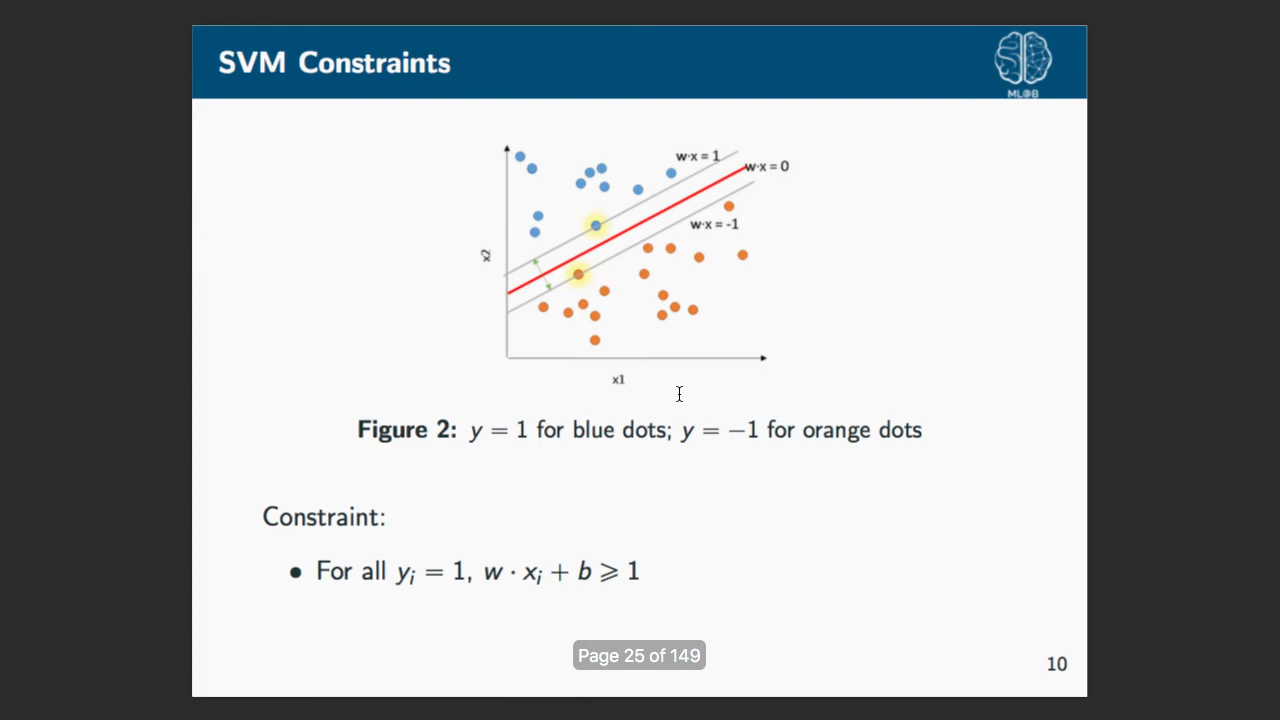 SVM Constraints
ML@B
w·x = 1
w·x = 0
w·x = -1
x2
x1
Figure 2: y = 1 for blue dots; y = −1 for orange dots
Constraint:
• For all yᵢ = 1, w · xᵢ + b ⩾ 1
Page 25 of 149
10